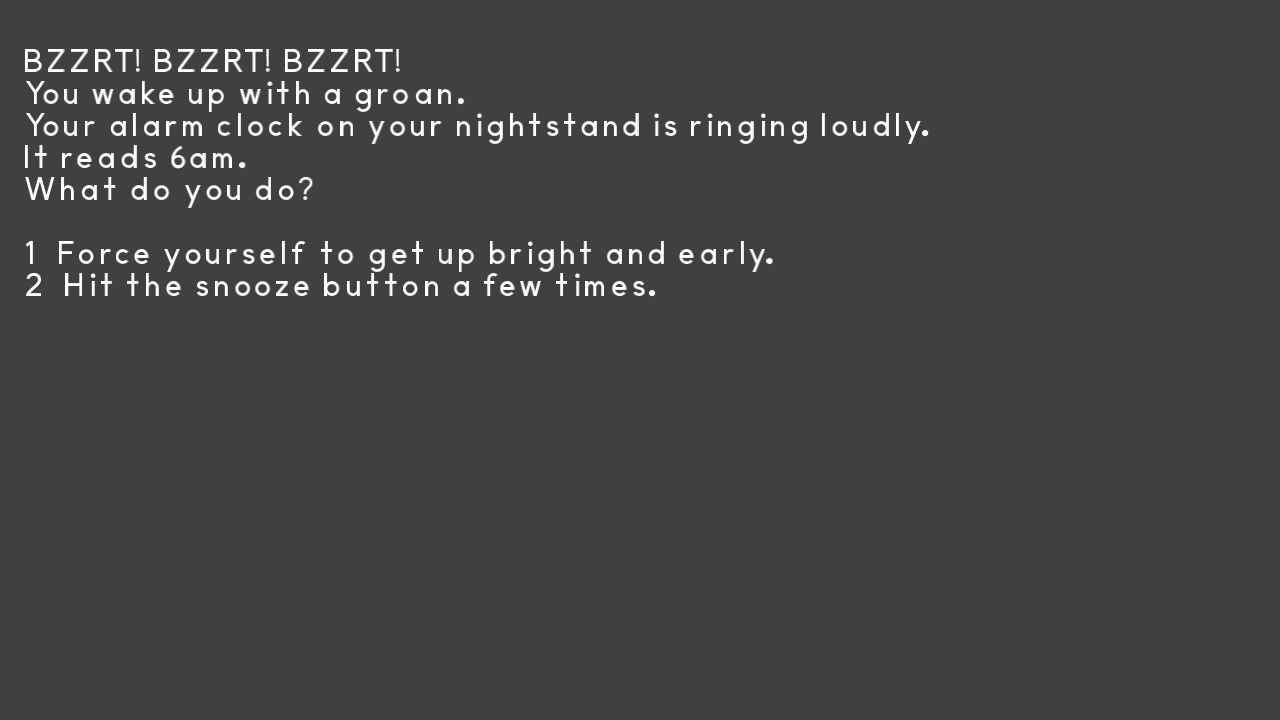 BZZRT! BZZRT! BZZRT!
You wake up with a groan.
Your alarm clock on your nightstand is ringing loudly.
It reads 6am.
What do you do?
1 Force yourself to get up bright and early.
2 Hit the snooze button a few times.